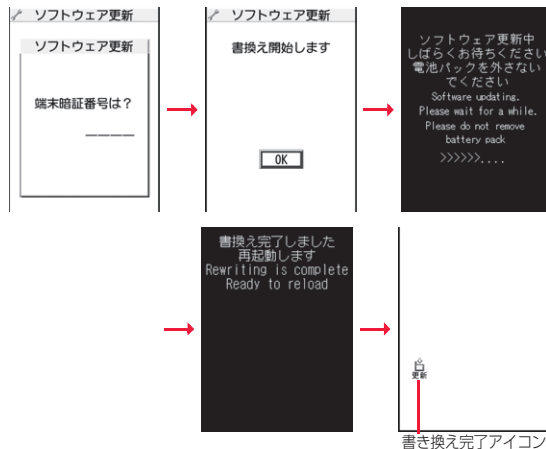 ソフトウェア更新
ソフトウェア更新
端末暗証番号は？
ソフトウェア更新
書換え開始します
OK
ソフトウェア更新中
しばらくお待ちください
電池パックを外さない
でください
Software updating.
Please wait for a while.
Please do not remove
battery pack
>>>>>>....
書換え完了しました
再起動します
Rewriting is complete
Ready to reload
更新
書き換え完了アイコン